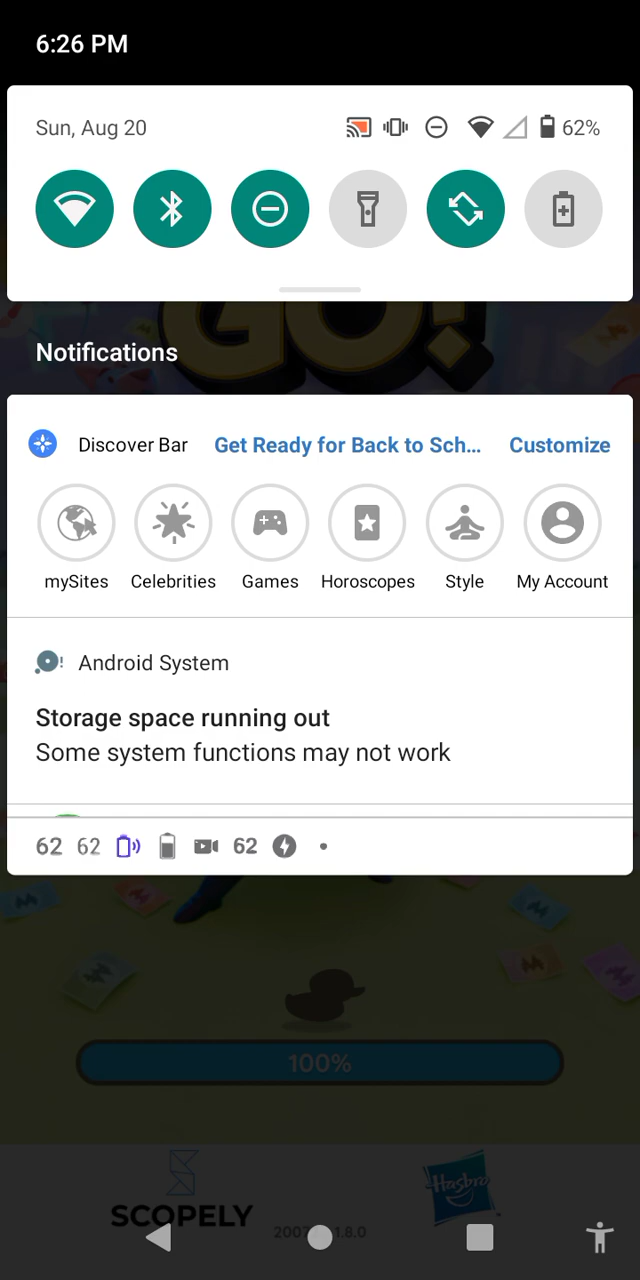 6:26 PM
Sun, Aug 20
62%
GO!
Notifications
Discover Bar Get Ready for Back to Sch... Customize
mySites Celebrities Games Horoscopes Style My Account
Android System
Storage space running out
Some system functions may not work
62 62 62
100%
Hasbro
SCOPELY